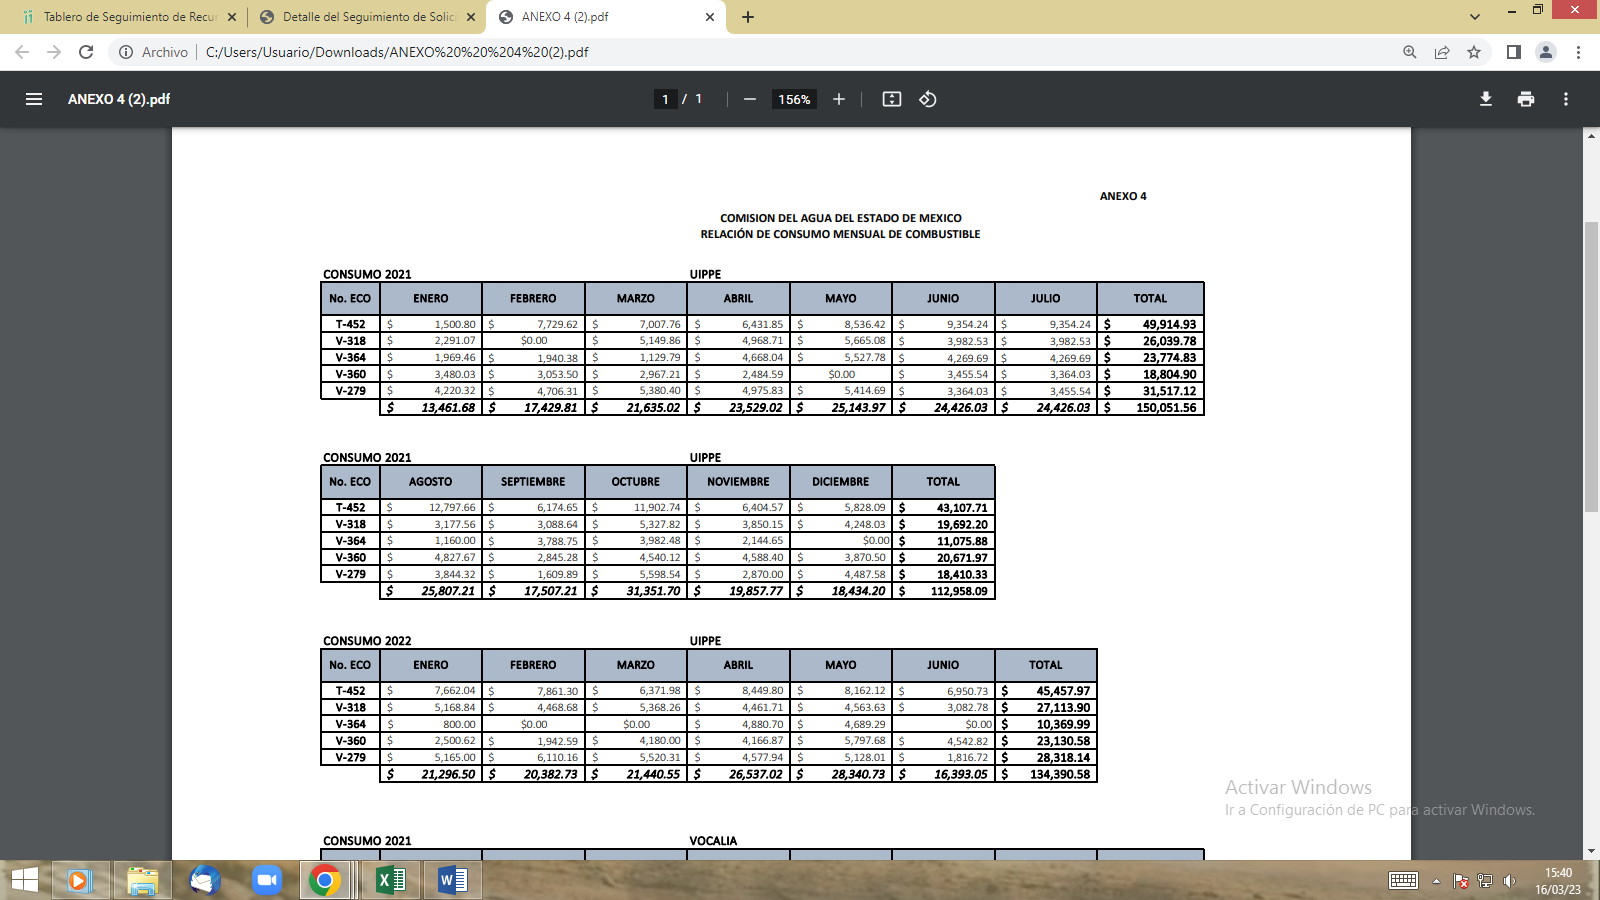 Tablero de Seguimiento de Recur
Detalle del Seguimiento de Solici
ANEXO 4 (2).pdf
Archivo
C:/Users/Usuario/Downloads/ANEXO%20%20%204%20(2).pdf
ANEXO 4 (2).pdf
1 / 1
156%
ANEXO 4
COMISION DEL AGUA DEL ESTADO DE MEXICO
RELACIÓN DE CONSUMO MENSUAL DE COMBUSTIBLE
CONSUMO 2021 UIPPE
No. ECO ENERO FEBRERO MARZO ABRIL MAYO JUNIO JULIO TOTAL
T-452 $ 1,500.80 $ 7,729.62 $ 7,007.76 $ 6,431.85 $ 8,536.42 $ 9,354.24 $ 9,354.24 $ 49,914.93
V-318 $ 2,291.07 $0.00 $ 5,149.86 $ 4,968.71 $ 5,665.08 $ 3,982.53 $ 3,982.53 $ 26,039.78
V-364 $ 1,969.46 $ 1,940.38 $ 1,129.79 $ 4,668.04 $ 5,527.78 $ 4,269.69 $ 4,269.69 $ 23,774.83
V-360 $ 3,480.03 $ 3,053.50 $ 2,967.21 $ 2,484.59 $0.00 $ 3,455.54 $ 3,364.03 $ 18,804.90
V-279 $ 4,220.32 $ 4,706.31 $ 5,380.40 $ 4,975.83 $ 5,414.69 $ 3,364.03 $ 3,455.54 $ 31,517.12
$ 13,461.68 $ 17,429.81 $ 21,635.02 $ 23,529.02 $ 25,143.97 $ 24,426.03 $ 24,426.03 $ 150,051.56
CONSUMO 2021 UIPPE
No. ECO AGOSTO SEPTIEMBRE OCTUBRE NOVIEMBRE DICIEMBRE TOTAL
T-452 $ 12,797.66 $ 6,174.65 $ 11,902.74 $ 6,404.57 $ 5,828.09 $ 43,107.71
V-318 $ 3,177.56 $ 3,088.64 $ 5,327.82 $ 3,850.15 $ 4,248.03 $ 19,692.20
V-364 $ 1,160.00 $ 3,788.75 $ 3,982.48 $ 2,144.65 $0.00 $ 11,075.88
V-360 $ 4,827.67 $ 2,845.28 $ 4,540.12 $ 4,588.40 $ 3,870.50 $ 20,671.97
V-279 $ 3,844.32 $ 1,609.89 $ 5,598.54 $ 2,870.00 $ 4,487.58 $ 18,410.33
$ 25,807.21 $ 17,507.21 $ 31,351.70 $ 19,857.77 $ 18,434.20 $ 112,958.09
CONSUMO 2022 UIPPE
No. ECO ENERO FEBRERO MARZO ABRIL MAYO JUNIO TOTAL
T-452 $ 7,662.04 $ 7,861.30 $ 6,371.98 $ 8,449.80 $ 8,162.12 $ 6,950.73 $ 45,457.97
V-318 $ 5,168.84 $ 4,468.68 $ 5,368.26 $ 4,461.71 $ 4,563.63 $ 3,082.78 $ 27,113.90
V-364 $ 800.00 $0.00 $0.00 $ 4,880.70 $ 4,689.29 $0.00 $ 10,369.99
V-360 $ 2,500.62 $ 1,942.59 $ 4,180.00 $ 4,166.87 $ 5,797.68 $ 4,542.82 $ 23,130.58
V-279 $ 5,165.00 $ 6,110.16 $ 5,520.31 $ 4,577.94 $ 5,128.01 $ 1,816.72 $ 28,318.14
$ 21,296.50 $ 20,382.73 $ 21,440.55 $ 26,537.02 $ 28,340.73 $ 16,393.05 $ 134,390.58
Activar Windows
Ir a Configuración de PC para activar Windows.
CONSUMO 2021 VOCALIA
15:40
16/03/23